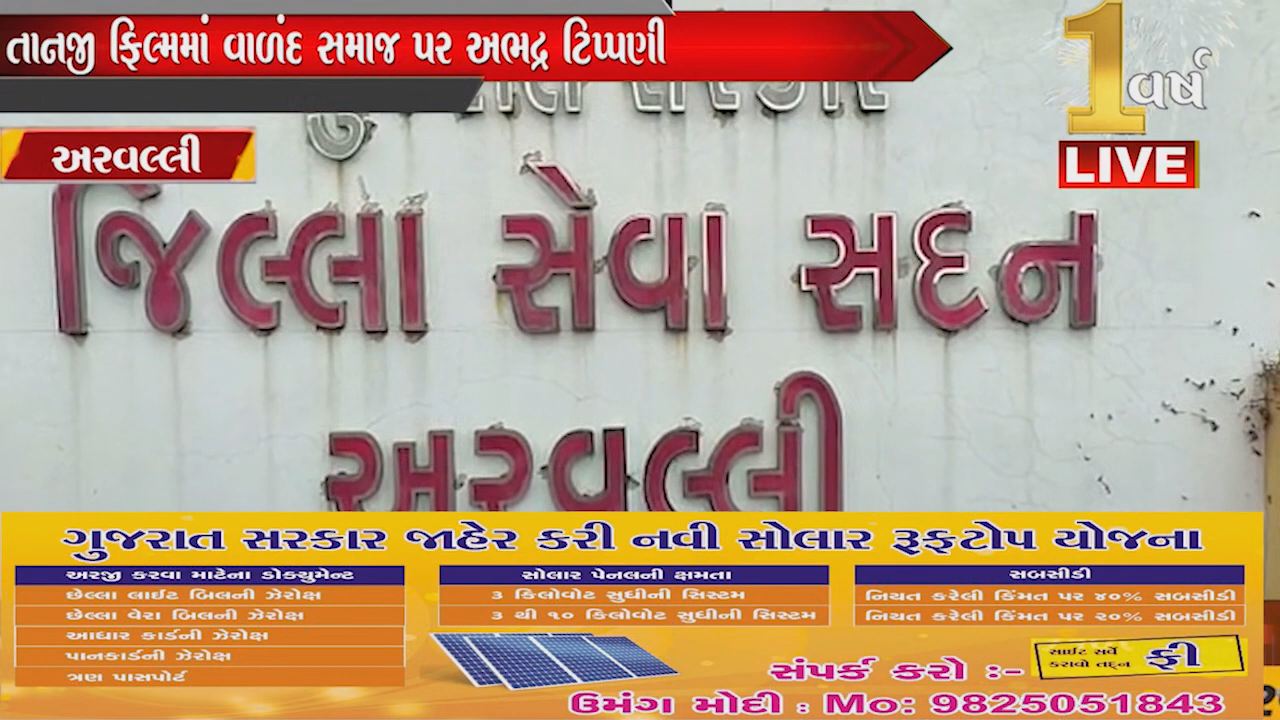 તાનજી ફિલ્મમાં વાળંદ સમાજ પર અભદ્ર ટિપ્પણી
1 વર્ષ
LIVE
અરવલ્લી
જિલ્લા સેવા સદન
અરવલ્લી
ગુજરાત સરકાર જાહેર કરી નવી સોલાર રૂફટોપ યોજના
અરજી કરવા માટેના ડોક્યુમેન્ટ
છેલ્લા લાઈટ બિલની ઝેરોક્ષ
છેલ્લા વેરા બિલની ઝેરોક્ષ
આધાર કાર્ડની ઝેરોક્ષ
પાનકાર્ડની ઝેરોક્ષ
ત્રણ પાસપોર્ટ
સોલાર પેનલની ક્ષમતા
૩ કિલોવોટ સુધીની સિસ્ટમ
૩ થી ૧૦ કિલોવોટ સુધીની સિસ્ટમ
સબસીડી
નિયત કરેલી કિંમત પર ૪૦% સબસીડી
નિયત કરેલી કિંમત પર ૨૦% સબસીડી
સાઈટ સર્વે
કરાવો તદ્દન ફ્રી
સંપર્ક કરો :-
ઉમંગ મોદી : Mo: 9825051843